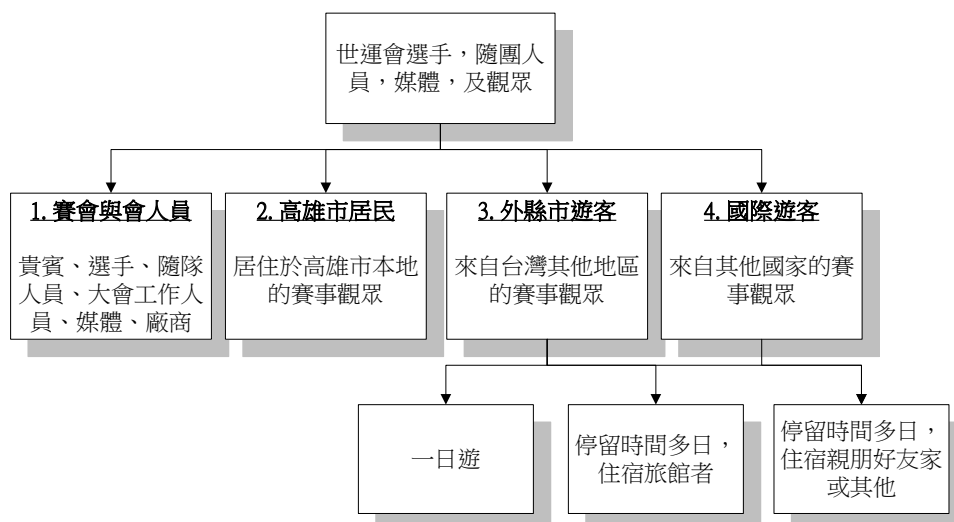 世運會選手，隨團人
員，媒體，及觀眾
1. 賽會與會人員
貴賓、選手、隨隊
人員、大會工作人
員、媒體、廠商
2. 高雄市居民
居住於高雄市本地
的賽事觀眾
3. 外縣市遊客
來自台灣其他地區
的賽事觀眾
4. 國際遊客
來自其他國家的賽
事觀眾
一日遊
停留時間多日，
住宿旅館者
停留時間多日，
住宿親朋好友家
或其他